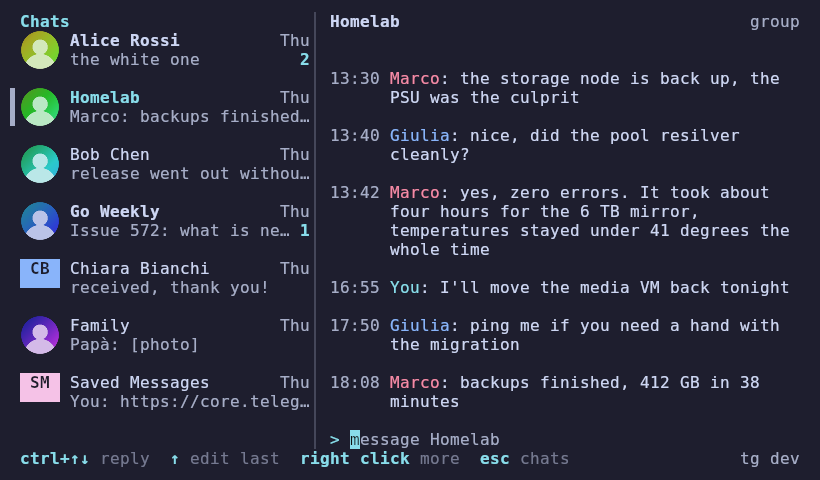 Chats
Alice Rossi Thu
the white one 2
Homelab Thu
Marco: backups finished…
Bob Chen Thu
release went out withou…
Go Weekly Thu
Issue 572: what is ne… 1
CB Chiara Bianchi Thu
received, thank you!
Family Thu
Papà: [photo]
SM Saved Messages Thu
You: https://core.teleg…
Homelab group
13:30 Marco: the storage node is back up, the
PSU was the culprit
13:40 Giulia: nice, did the pool resilver
cleanly?
13:42 Marco: yes, zero errors. It took about
four hours for the 6 TB mirror,
temperatures stayed under 41 degrees the
whole time
16:55 You: I'll move the media VM back tonight
17:50 Giulia: ping me if you need a hand with
the migration
18:08 Marco: backups finished, 412 GB in 38
minutes
> message Homelab
ctrl+↑↓ reply ↑ edit last right click more esc chats tg dev